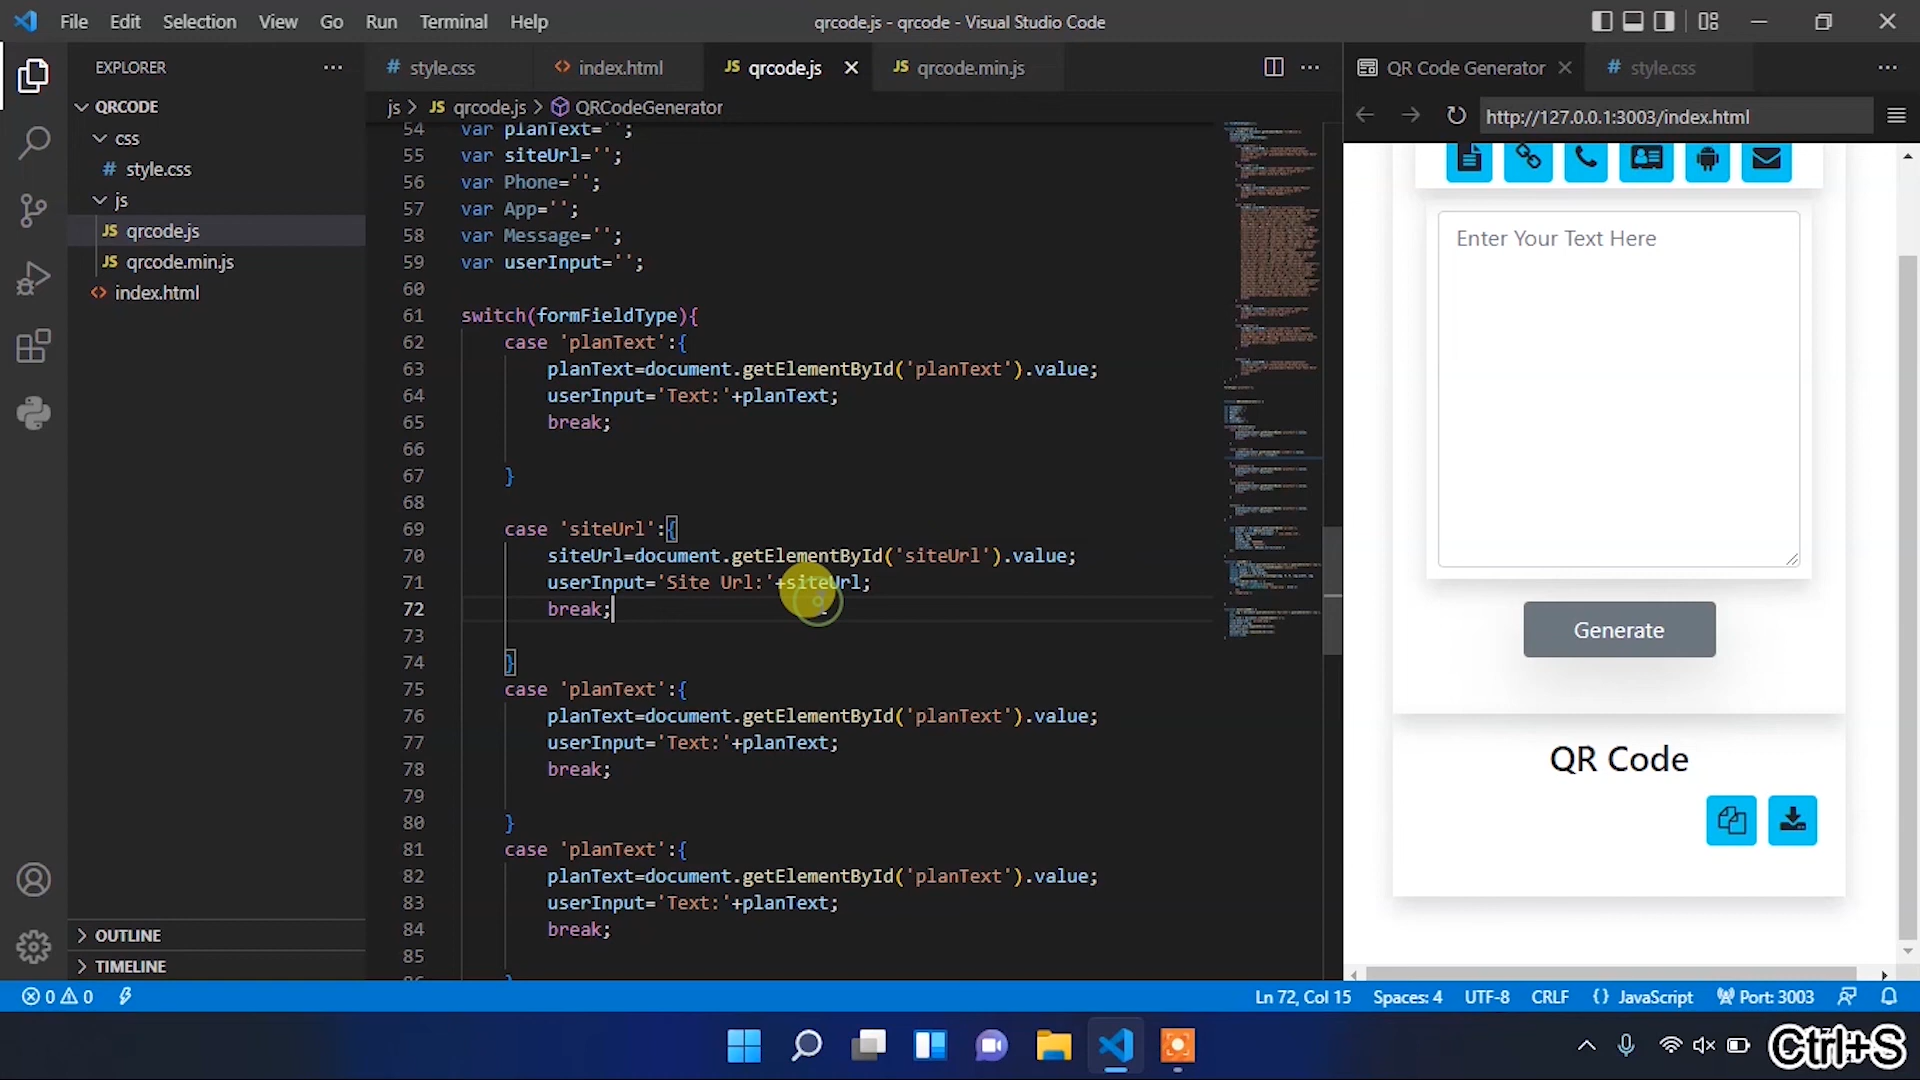 File Edit Selection View Go Run Terminal Help
qrcode.js - qrcode - Visual Studio Code
EXPLORER
QRCODE
css
# style.css
js
JS qrcode.js
JS qrcode.min.js
<> index.html
OUTLINE
TIMELINE
# style.css
<> index.html
JS qrcode.js
JS qrcode.min.js
js > JS qrcode.js > QRCodeGenerator
54 var planText='';
55 var siteUrl='';
56 var Phone='';
57 var App='';
58 var Message='';
59 var userInput='';
60
61 switch(formFieldType){
62 case 'planText':{
63 planText=document.getElementById('planText').value;
64 userInput='Text:'+planText;
65 break;
66
67 }
68
69 case 'siteUrl':{
70 siteUrl=document.getElementById('siteUrl').value;
71 userInput='Site Url:'+siteUrl;
72 break;
73
74 }
75 case 'planText':{
76 planText=document.getElementById('planText').value;
77 userInput='Text:'+planText;
78 break;
79
80 }
81 case 'planText':{
82 planText=document.getElementById('planText').value;
83 userInput='Text:'+planText;
84 break;
85
QR Code Generator
# style.css
http://127.0.0.1:3003/index.html
Enter Your Text Here
Generate
QR Code
0 0
Ln 72, Col 15
Spaces: 4
UTF-8
CRLF
{} JavaScript
Port: 3003
Ctrl+S